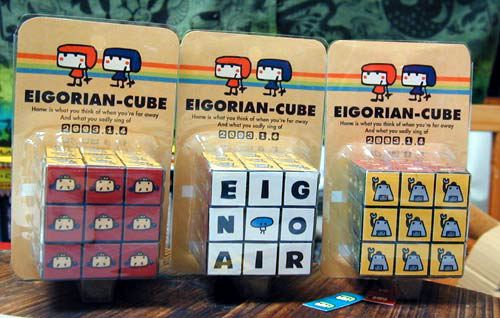 EIGORIAN-CUBE
Home is what you think of when you're far away
And what you sadly sing of
2003.1.6
EIGORIAN-CUBE
Home is what you think of when you're far away
And what you sadly sing of
2003.1.6
E I G
N O
A I R
EIGORIAN-CUBE
Home is what you think of when you're far away
And what you sadly sing of
2003.1.6